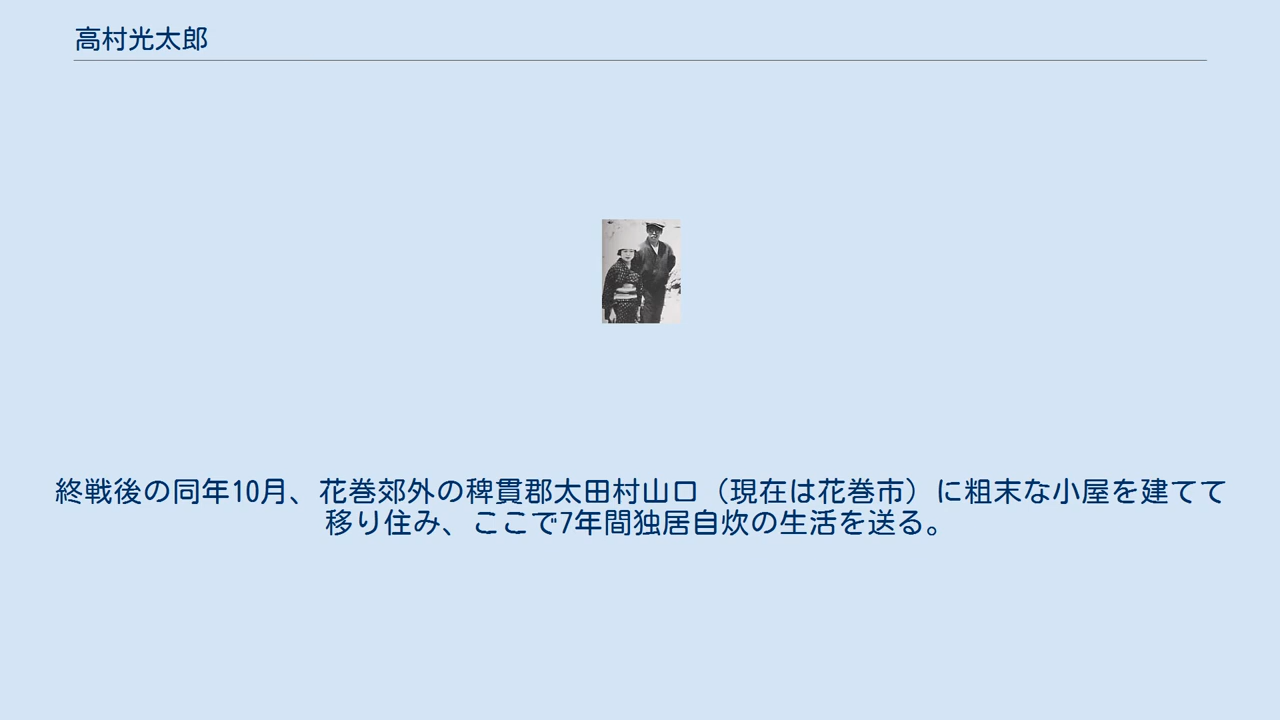 高村光太郎
終戦後の同年10月、花巻郊外の稗貫郡太田村山口（現在は花巻市）に粗末な小屋を建てて
移り住み、ここで7年間独居自炊の生活を送る。